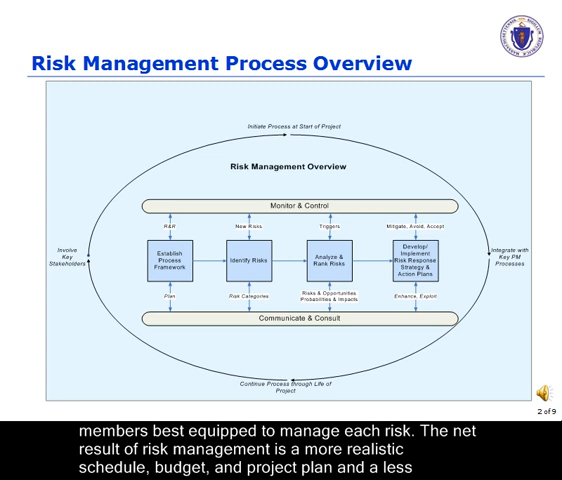 Risk Management Process Overview
Initiate Process at Start of Project
Risk Management Overview
Monitor & Control
R&R
New Risks
Triggers
Mitigate, Avoid, Accept
Involve
Key
Stakeholders
Establish
Process
Framework
Identify Risks
Analyze &
Rank Risks
Develop/
Implement
Risk Response
Strategy &
Action Plans
Integrate with
Key PM
Processes
Plan
Risk Categories
Risks & Opportunities
Probabilities & Impacts
Enhance, Exploit
Communicate & Consult
Continue Process through Life of
Project
2 of 9
members best equipped to manage each risk. The net
result of risk management is a more realistic
schedule, budget, and project plan and a less